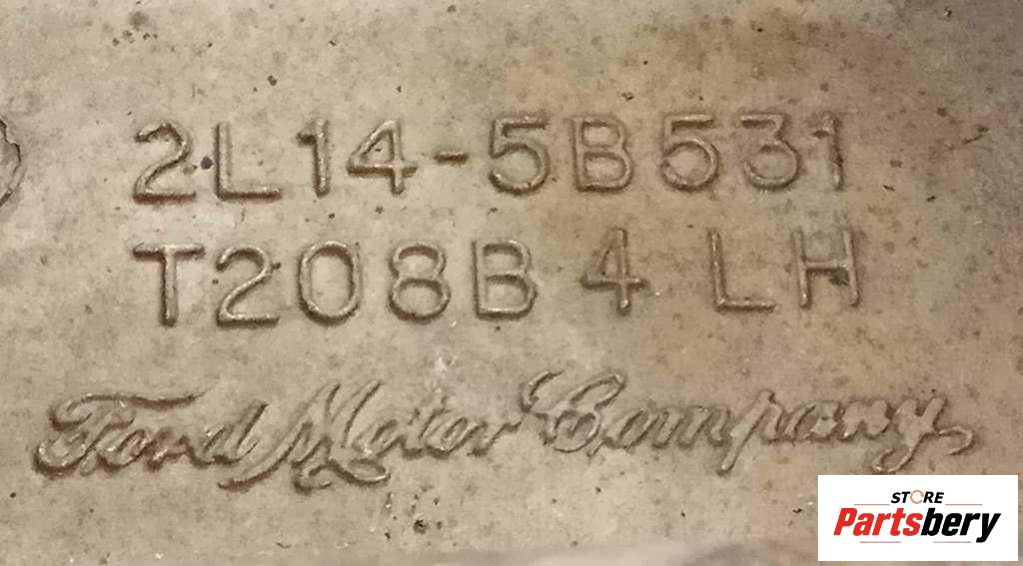 2L14-5B531
T208B 4 LH
Ford Motor Company
STORE
Partsbery